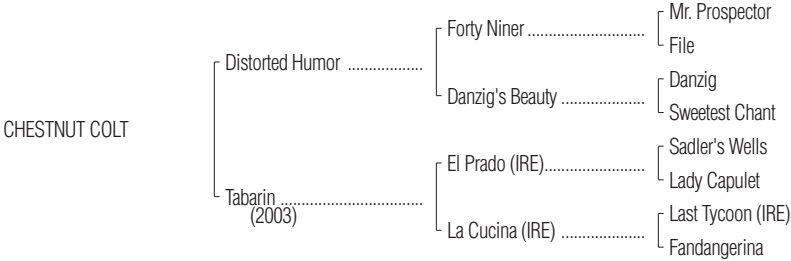 Mr. Prospector
Forty Niner ............................
File
Distorted Humor ..................
Danzig
Danzig's Beauty ....................
Sweetest Chant
CHESTNUT COLT
Sadler's Wells
El Prado (IRE)........................
Lady Capulet
Tabarin ..................................
(2003)
Last Tycoon (IRE)
La Cucina (IRE) ....................
Fandangerina